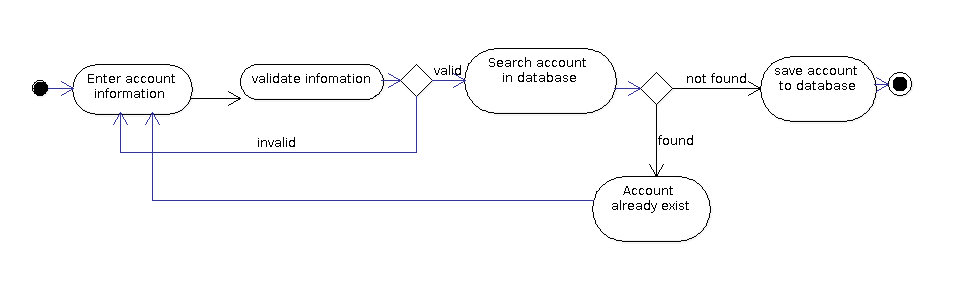 Enter account
information
validate infomation
valid
Search account
in database
not found
save account
to database
invalid
found
Account
already exist